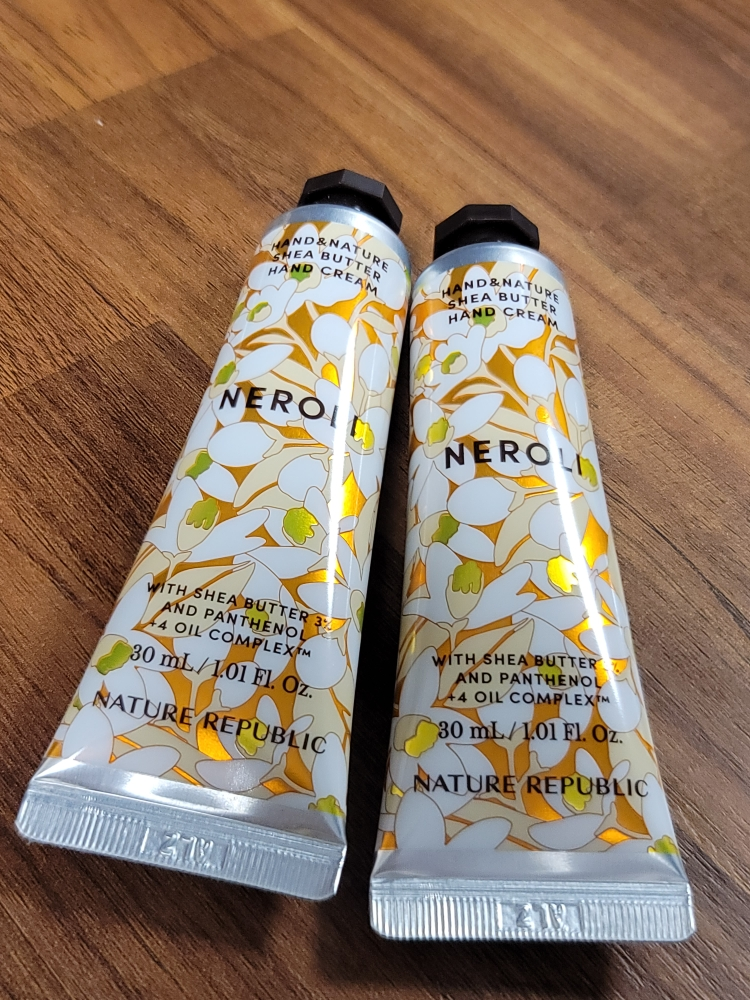 HAND&NATURE
SHEA BUTTER
HAND CREAM
NEROLI
WITH SHEA BUTTER 3%
AND PANTHENOL
+4 OIL COMPLEX™
30 mL / 1.01 Fl. Oz.
NATURE REPUBLIC
HAND&NATURE
SHEA BUTTER
HAND CREAM
NEROLI
WITH SHEA BUTTER
AND PANTHENOL
+4 OIL COMPLEX™
30 mL / 1.01 Fl. Oz.
NATURE REPUBLIC